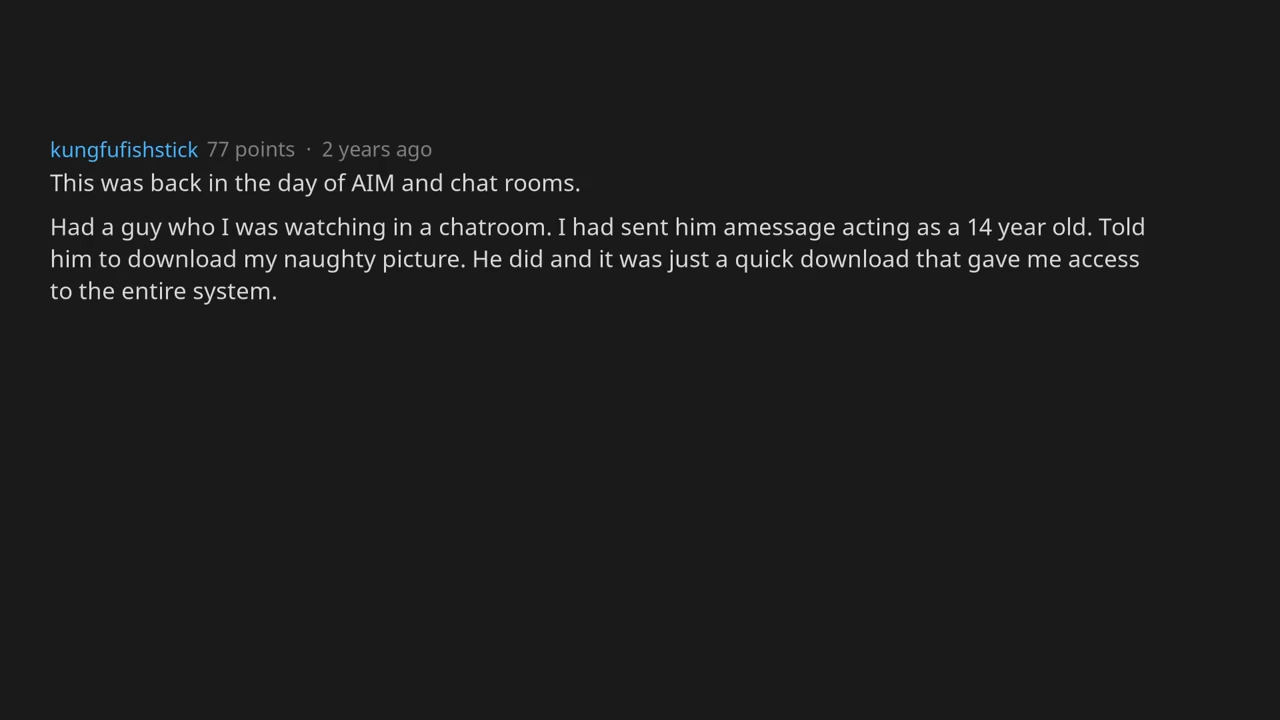 kungfufishstick 77 points · 2 years ago
This was back in the day of AIM and chat rooms.
Had a guy who I was watching in a chatroom. I had sent him amessage acting as a 14 year old. Told
him to download my naughty picture. He did and it was just a quick download that gave me access
to the entire system.